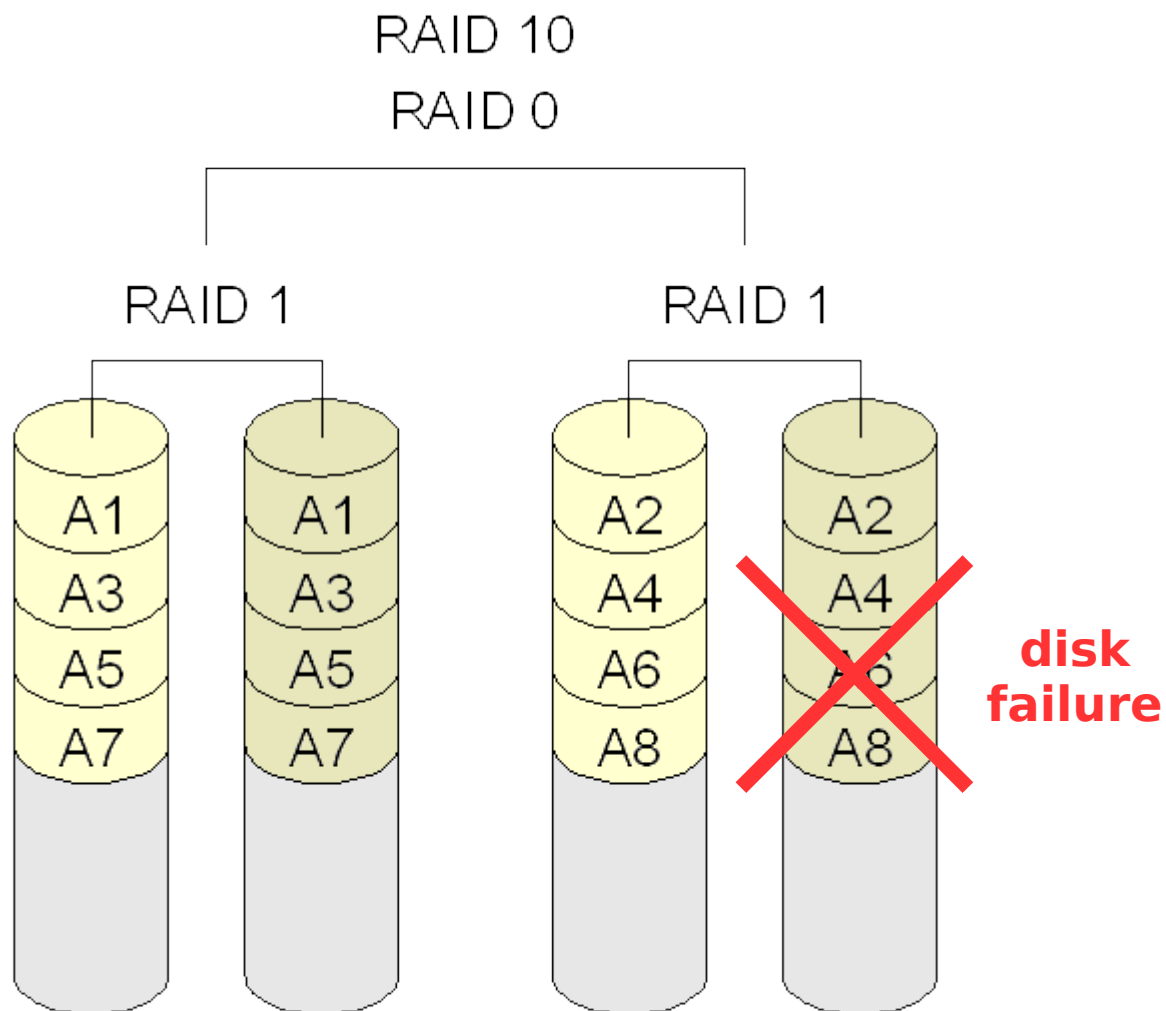 RAID 10
RAID 0
RAID 1 RAID 1
A1 A1 A2 A2
A3 A3 A4 A4
A5 A5 A6 A6
A7 A7 A8 A8
disk
failure